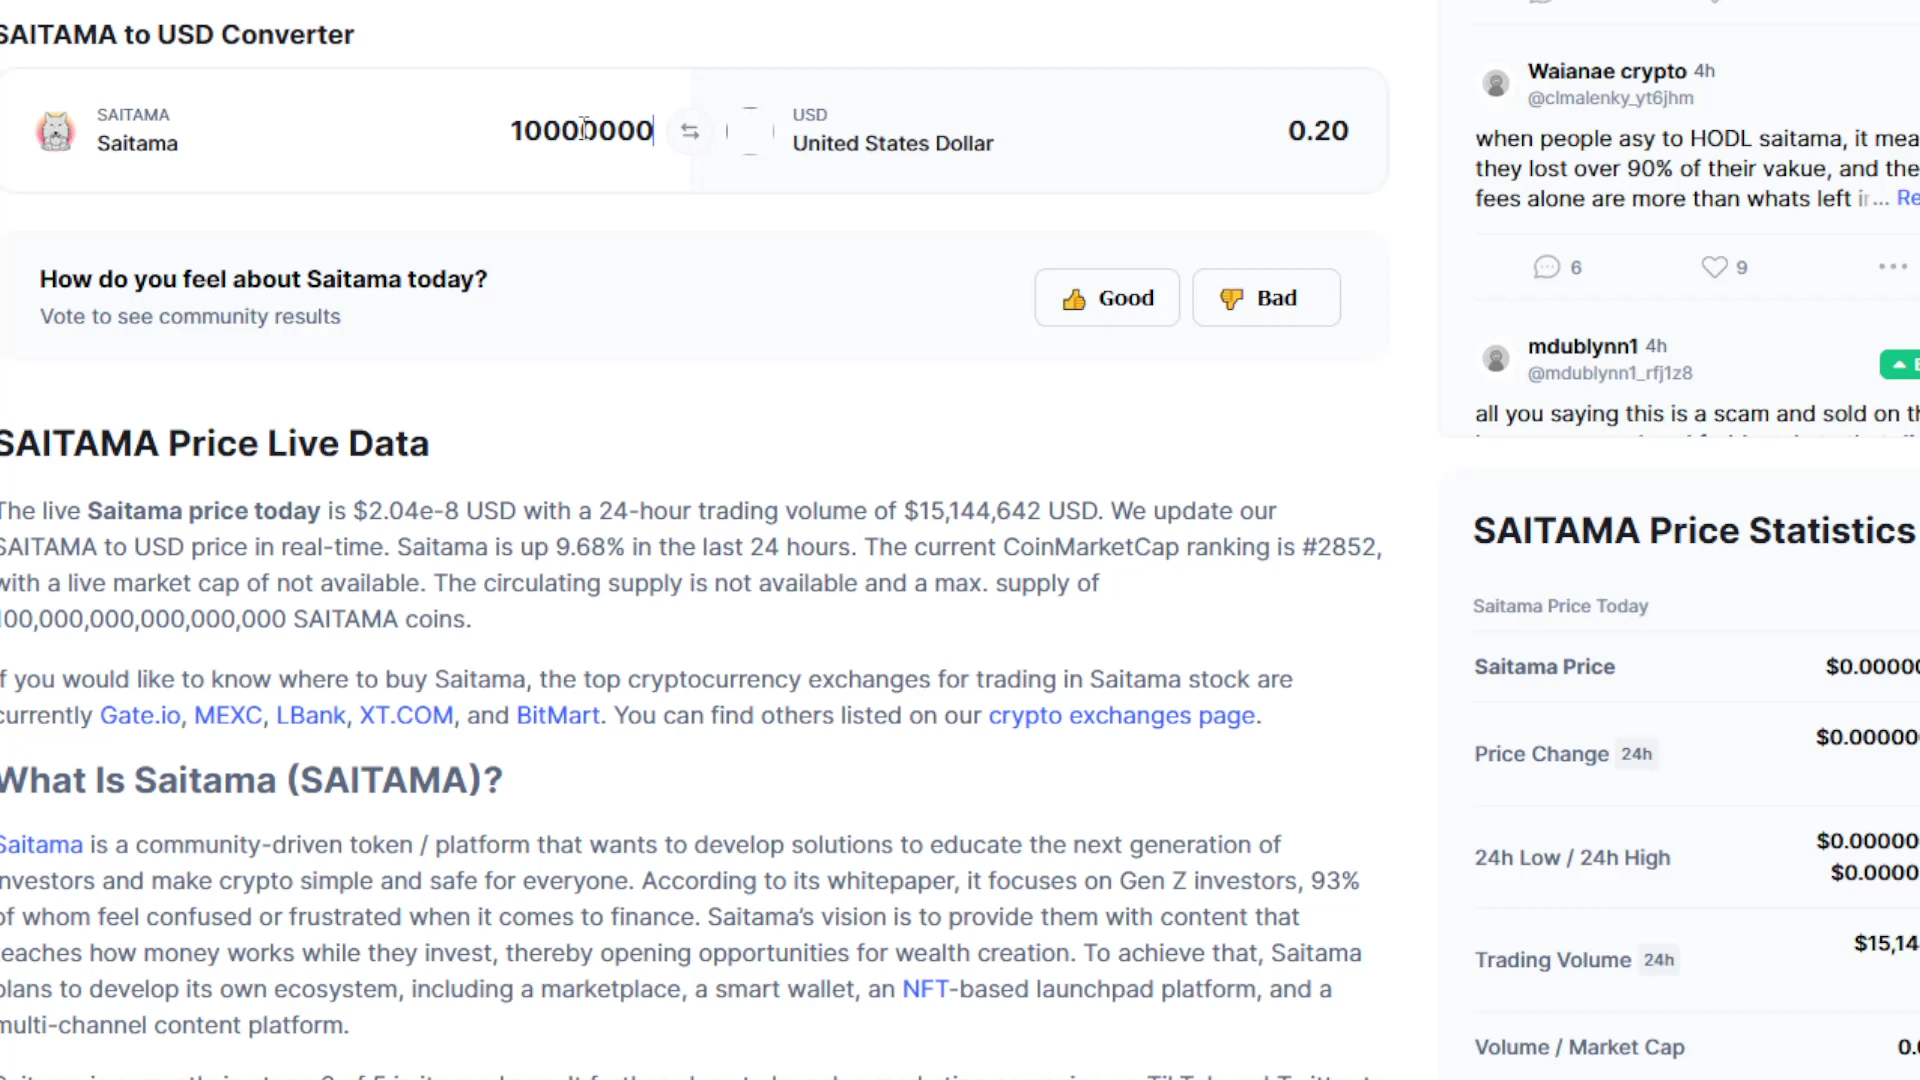 SAITAMA to USD Converter
SAITAMA
Saitama
10000000
USD
United States Dollar
0.20
How do you feel about Saitama today?
Vote to see community results
Good
Bad
SAITAMA Price Live Data
The live Saitama price today is $2.04e-8 USD with a 24-hour trading volume of $15,144,642 USD. We update our
SAITAMA to USD price in real-time. Saitama is up 9.68% in the last 24 hours. The current CoinMarketCap ranking is #2852,
with a live market cap of not available. The circulating supply is not available and a max. supply of
100,000,000,000,000,000 SAITAMA coins.
If you would like to know where to buy Saitama, the top cryptocurrency exchanges for trading in Saitama stock are
currently Gate.io, MEXC, LBank, XT.COM, and BitMart. You can find others listed on our crypto exchanges page.
What Is Saitama (SAITAMA)?
Saitama is a community-driven token / platform that wants to develop solutions to educate the next generation of
investors and make crypto simple and safe for everyone. According to its whitepaper, it focuses on Gen Z investors, 93%
of whom feel confused or frustrated when it comes to finance. Saitama's vision is to provide them with content that
teaches how money works while they invest, thereby opening opportunities for wealth creation. To achieve that, Saitama
plans to develop its own ecosystem, including a marketplace, a smart wallet, an NFT-based launchpad platform, and a
multi-channel content platform.
Waianae crypto 4h
@clmalenky_yt6jhm
when people asy to HODL saitama, it mea
they lost over 90% of their vakue, and the
fees alone are more than whats left ir... Re
6
9
mdublynn1 4h
@mdublynn1_rfj1z8
all you saying this is a scam and sold on th
SAITAMA Price Statistics
Saitama Price Today
Saitama Price
$0.00000
Price Change 24h
$0.00000
24h Low / 24h High
$0.00000
$0.0000
Trading Volume 24h
$15,14
Volume / Market Cap
0.0